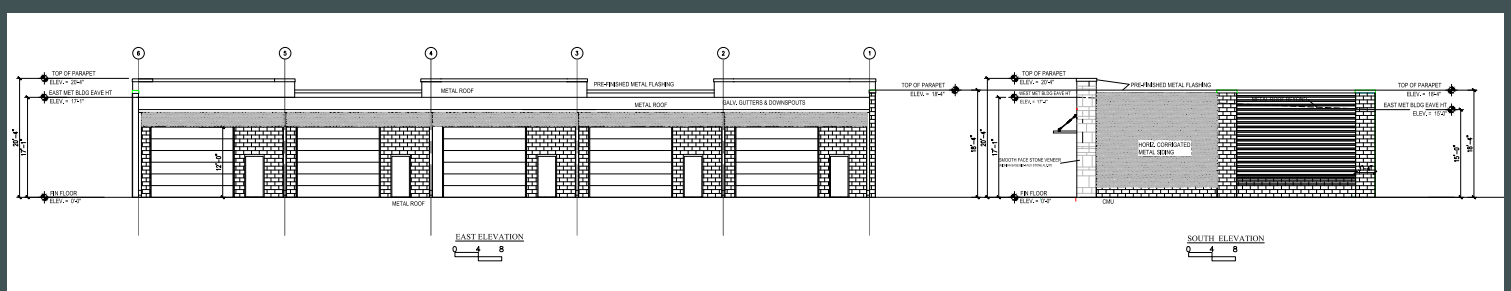 6 5 4 3 2 1
TOP OF PARAPET
ELEV. = 20'-4"
EAST MET BLDG EAVE HT
ELEV. = 17'-1"
20'-4"
17'-1"
PRE-FINISHED METAL FLASHING
METAL ROOF
METAL ROOF
GALV. GUTTERS & DOWNSPOUTS
TOP OF PARAPET
ELEV. = 18'-4"
18'-4"
12'-0"
FIN FLOOR
ELEV. = 0'-0"
METAL ROOF
EAST ELEVATION
0 4 8
TOP OF PARAPET
ELEV. = 20'-4"
WEST MET BLDG EAVE HT
20'-4"
17'-1"
PRE-FINISHED METAL FLASHING
TOP OF PARAPET
ELEV. = 18'-4"
EAST MET BLDG EAVE HT
ELEV. = 15'-0"
15'-0"
18'-4"
HORIZ. CORRIGATED
METAL SIDING
SMOOTH FACE STONE VENEER
FIN FLOOR
ELEV. = 0'-0"
CMU
SOUTH ELEVATION
0 4 8